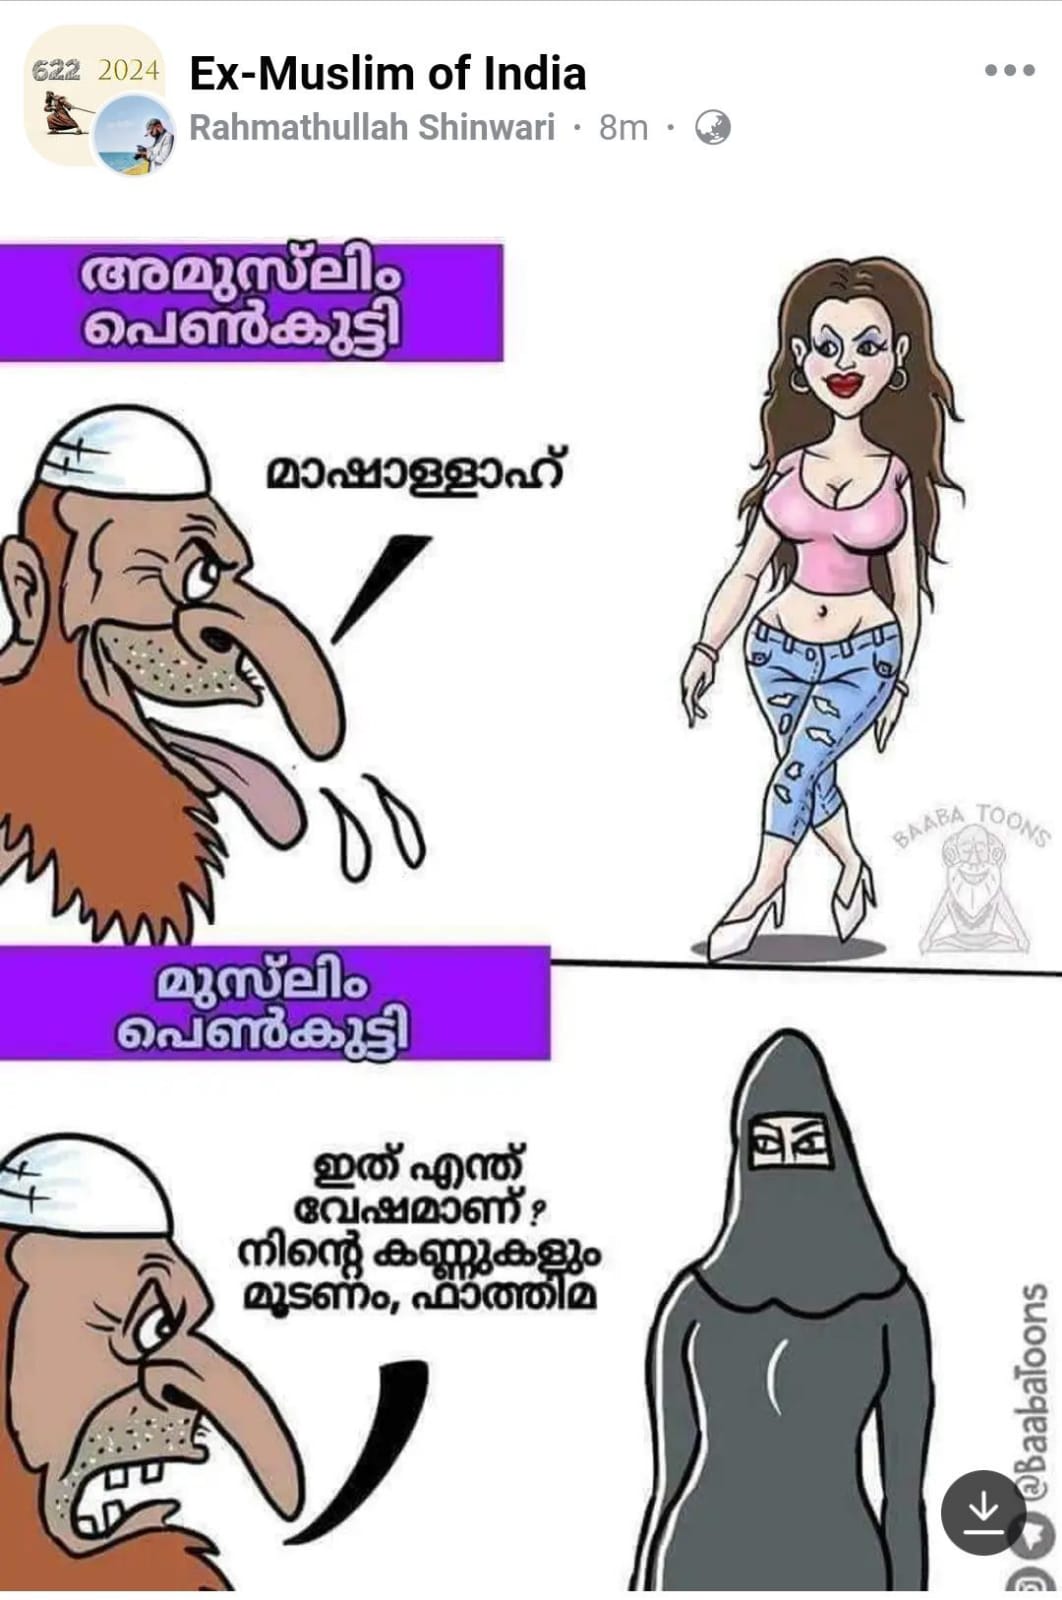 622 2024
Ex-Muslim of India
Rahmathullah Shinwari · 8m ·
അമുസ്ലിം
പെൺകുട്ടി
മാഷാള്ളാഹ്
BAABA TOONS
മുസ്ലിം
പെൺകുട്ടി
ഇത് എന്ത്
വേഷമാണ്?
നിന്റെ കണ്ണുകളും
മൂടണം, ഫാത്തിമ
@BaabaToons